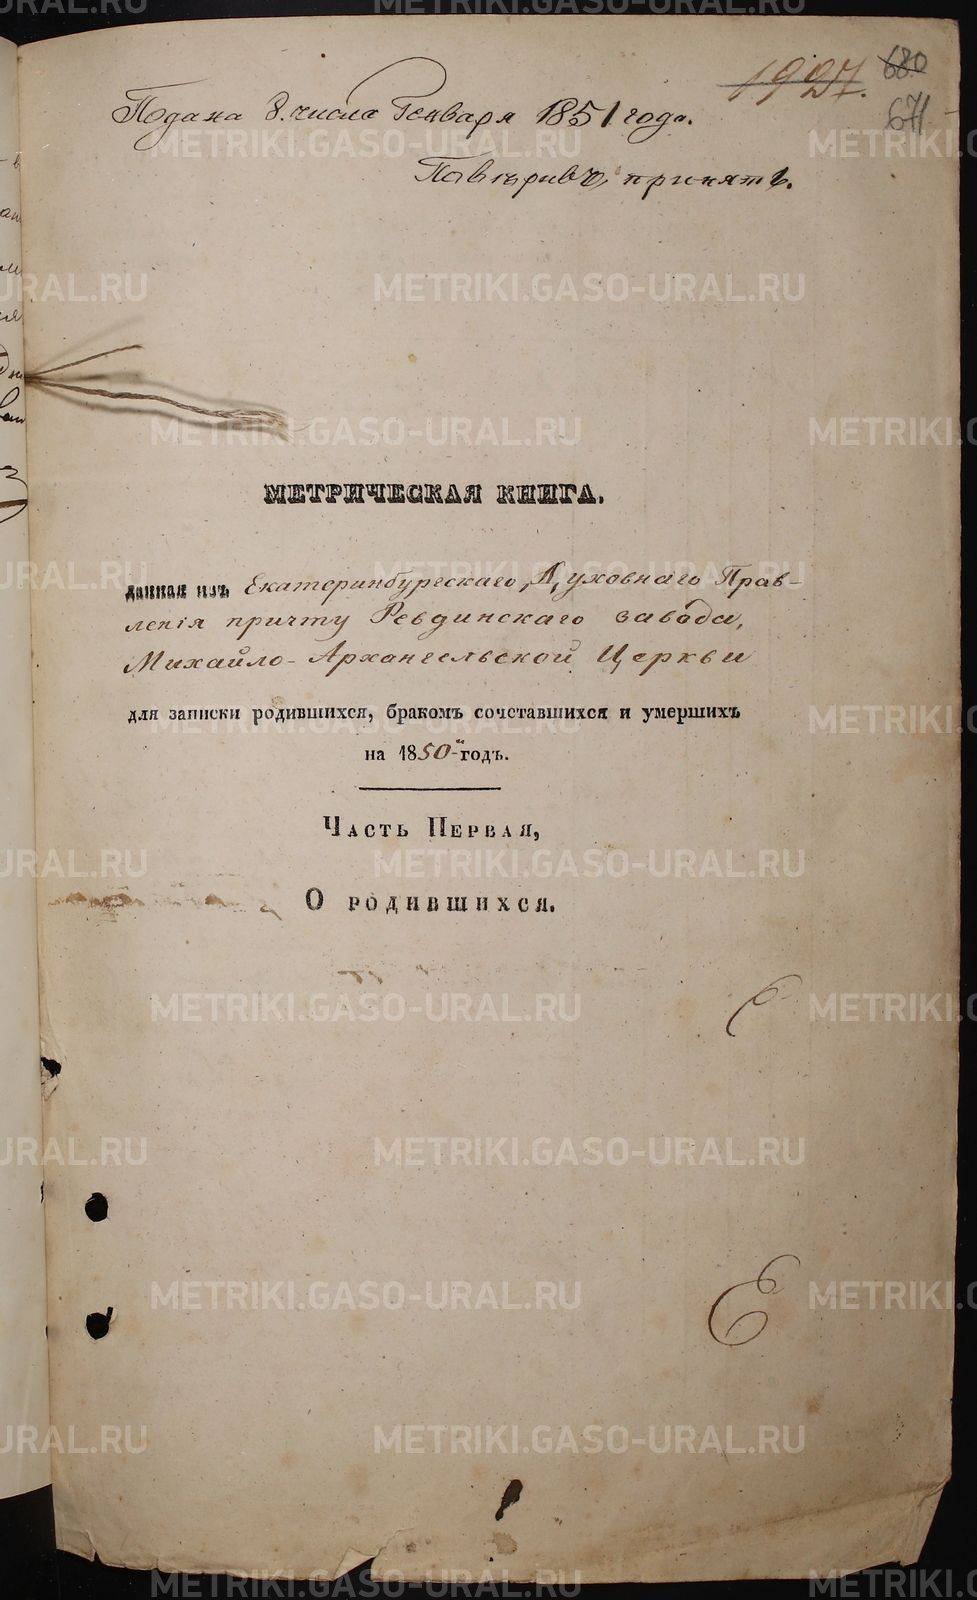 1927.
680
671
Подана 8. числа Генваря 1851 года.
Повѣривъ, принять.
МЕТРИЧЕСКАЯ КНИГА,
данная изъ Екатеринбургскаго Духовнаго Прав-
ленія причту Ревдинскаго завода,
Михайло-Архангельской Церкви
для записки родившихся, бракомъ сочетавшихся и умершихъ
на 1850й годъ.
Часть Первая,
О родившихся.
Е
METRIKI.GASO-URAL.RU